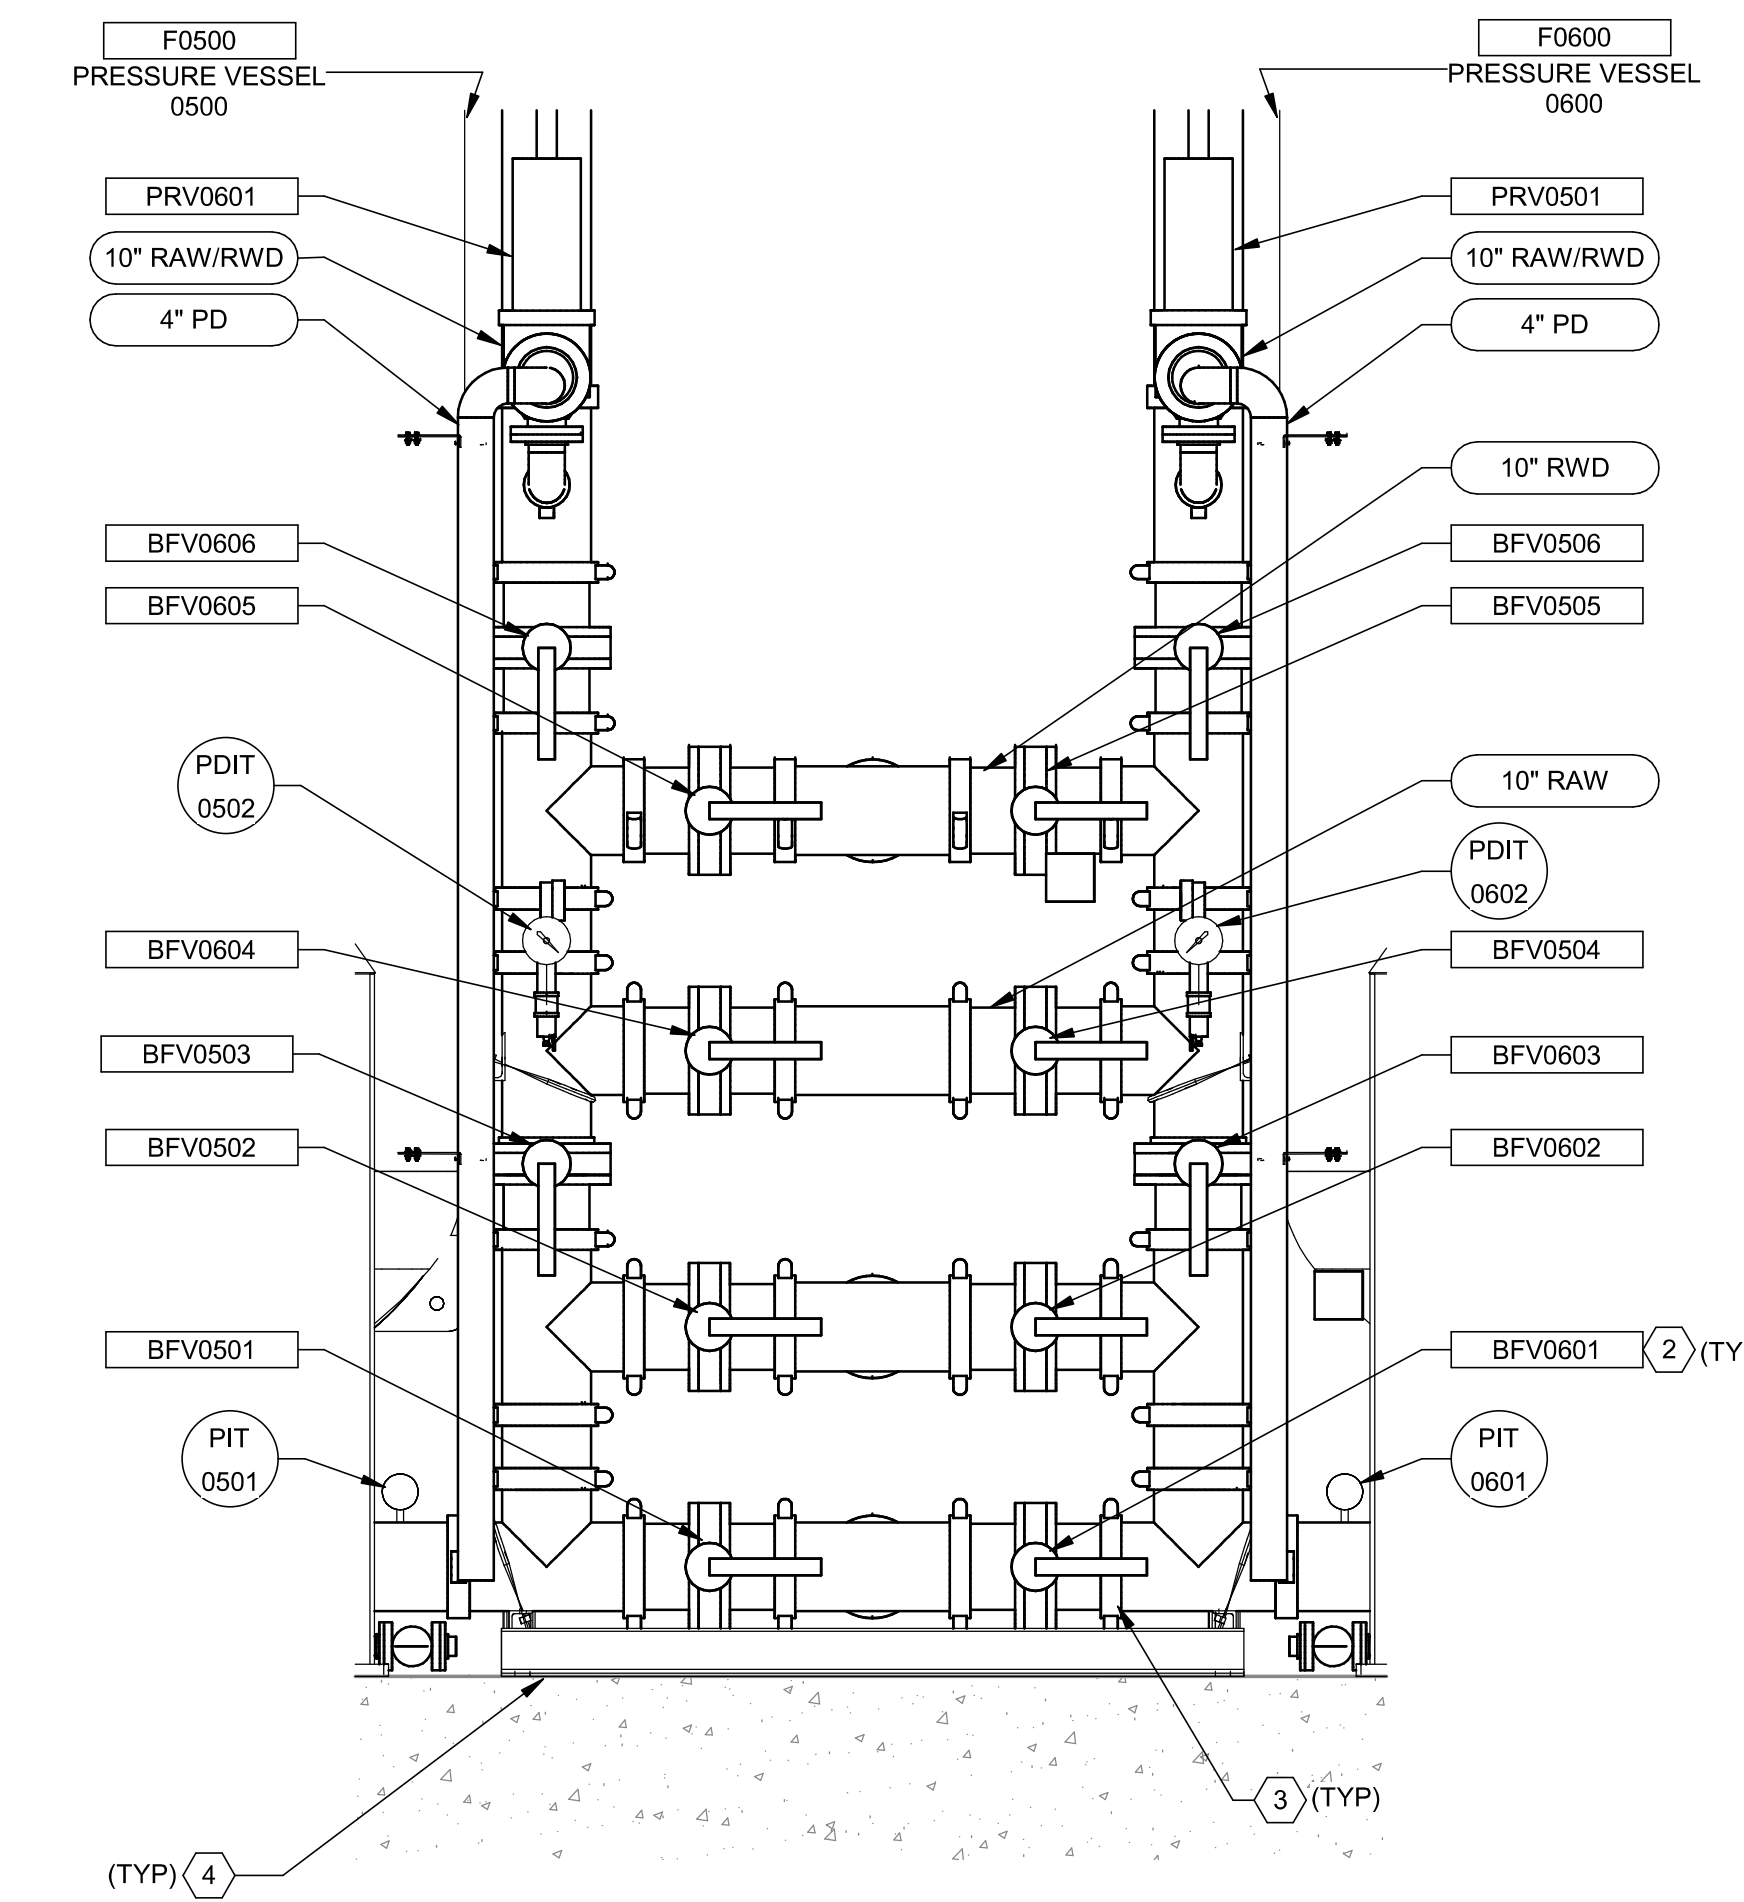 F0500
PRESSURE VESSEL
0500
F0600
PRESSURE VESSEL
0600
PRV0601
10" RAW/RWD
4" PD
PRV0501
10" RAW/RWD
4" PD
10" RWD
BFV0606
BFV0605
BFV0506
BFV0505
PDIT
0502
10" RAW
PDIT
0602
BFV0604
BFV0504
BFV0503
BFV0603
BFV0502
BFV0602
BFV0501
BFV0601
2
(TY
PIT
0501
PIT
0601
3
(TYP)
(TYP)
4